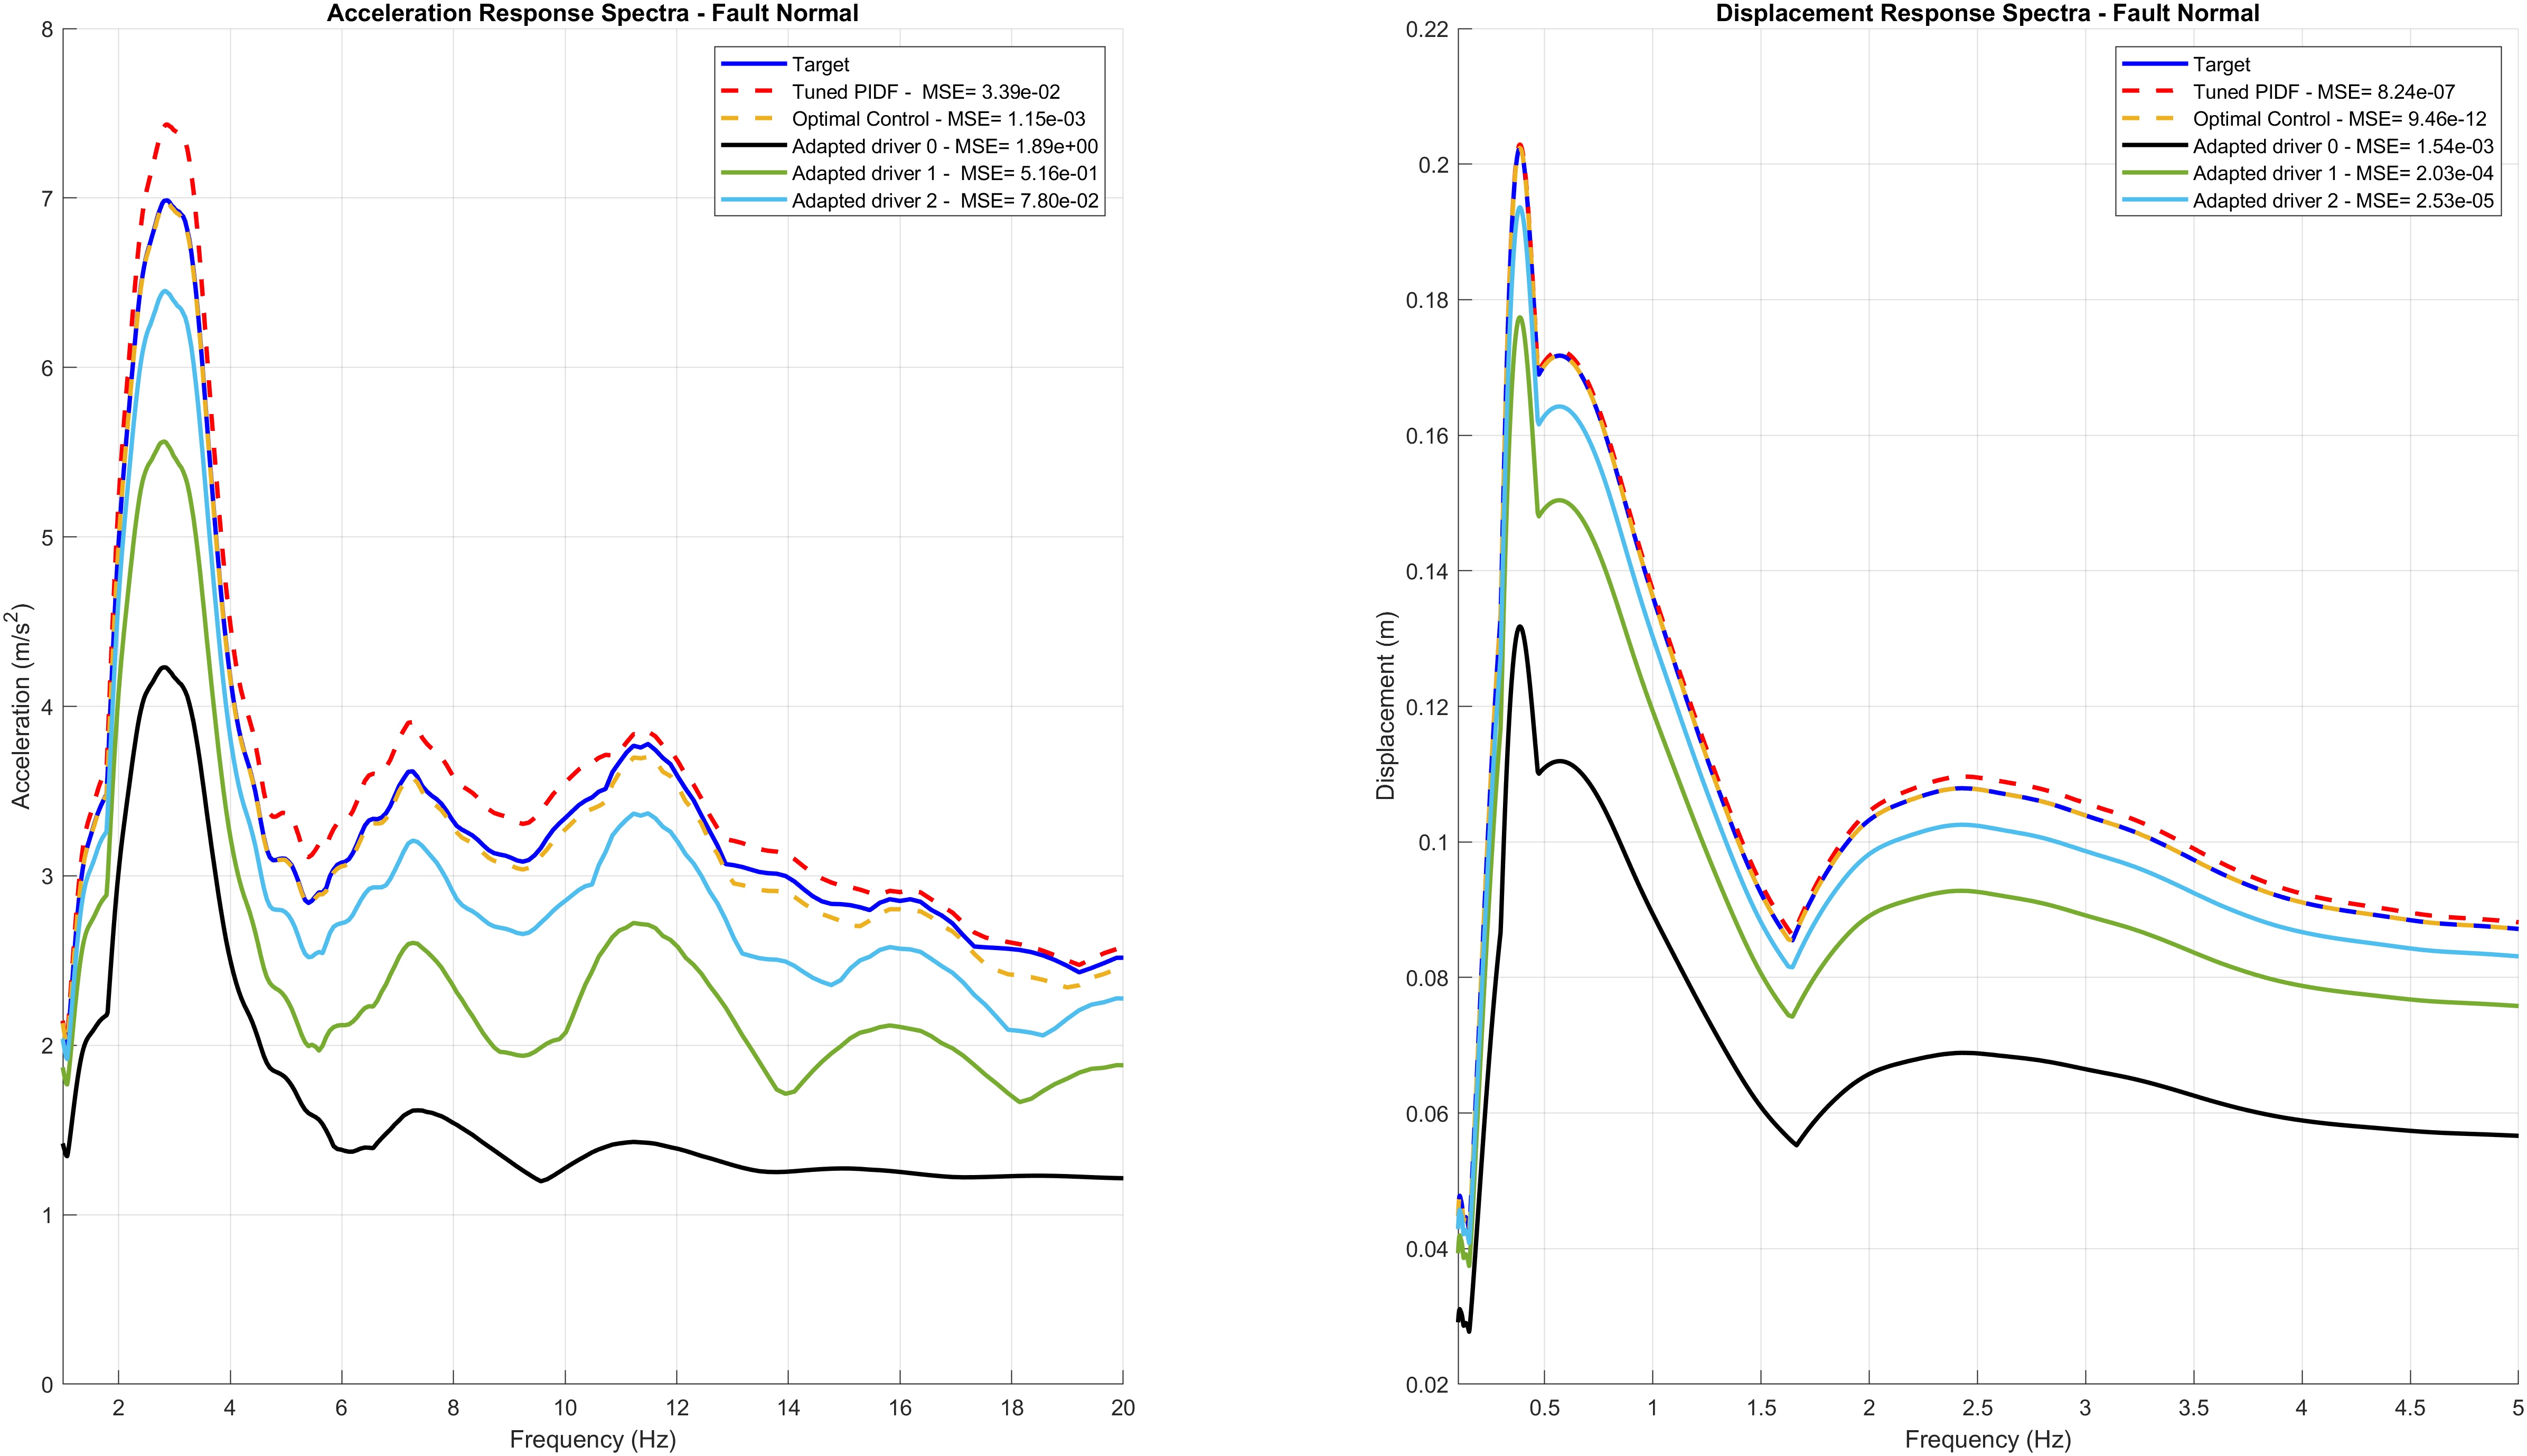 Acceleration Response Spectra - Fault Normal
8
7
6
5
4
3
2
1
0
Acceleration (m/s2)
Target
Tuned PIDF -  MSE= 3.39e-02
Optimal Control - MSE= 1.15e-03
Adapted driver 0 - MSE= 1.89e+00
Adapted driver 1 -  MSE= 5.16e-01
Adapted driver 2 -  MSE= 7.80e-02
2 4 6 8 10 12 14 16 18 20
Frequency (Hz)
Displacement Response Spectra - Fault Normal
0.22
0.2
0.18
0.16
0.14
0.12
0.1
0.08
0.06
0.04
0.02
Displacement (m)
Target
Tuned PIDF - MSE= 8.24e-07
Optimal Control - MSE= 9.46e-12
Adapted driver 0 - MSE= 1.54e-03
Adapted driver 1 - MSE= 2.03e-04
Adapted driver 2 - MSE= 2.53e-05
0.5 1 1.5 2 2.5 3 3.5 4 4.5 5
Frequency (Hz)